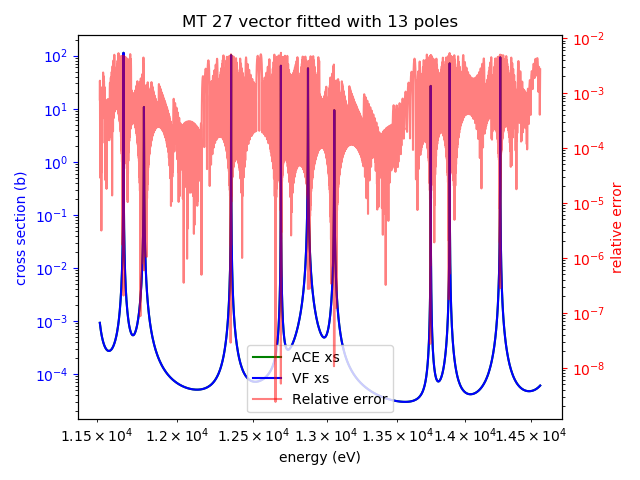 MT 27 vector fitted with 13 poles
10²
10¹
10⁰
10⁻¹
10⁻²
10⁻³
10⁻⁴
cross section (b)
10⁻²
10⁻³
10⁻⁴
10⁻⁵
10⁻⁶
10⁻⁷
10⁻⁸
relative error
ACE xs
VF xs
Relative error
1.15 × 10⁴ 1.2 × 10⁴ 1.25 × 10⁴ 1.3 × 10⁴ 1.35 × 10⁴ 1.4 × 10⁴ 1.45 × 10⁴
energy (eV)